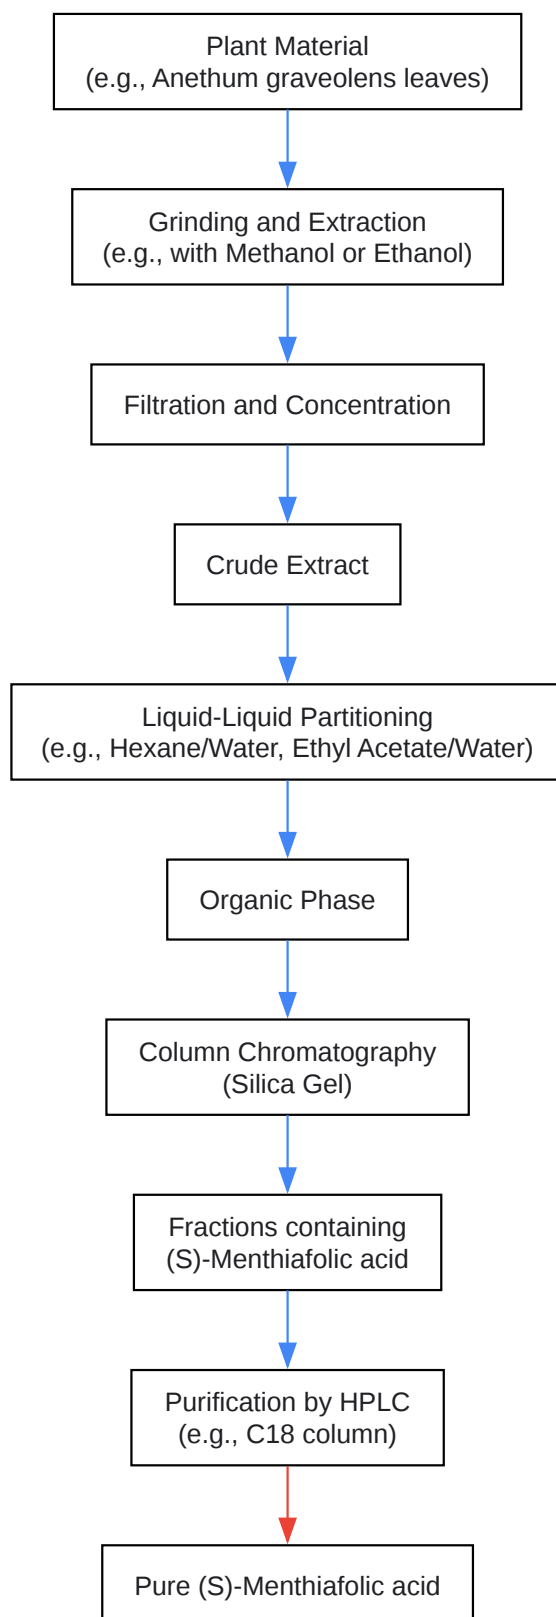 Plant Material
(e.g., Anethum graveolens leaves)
Grinding and Extraction
(e.g., with Methanol or Ethanol)
Filtration and Concentration
Crude Extract
Liquid-Liquid Partitioning
(e.g., Hexane/Water, Ethyl Acetate/Water)
Organic Phase
Column Chromatography
(Silica Gel)
Fractions containing
(S)-Menthiafolic acid
Purification by HPLC
(e.g., C18 column)
Pure (S)-Menthiafolic acid